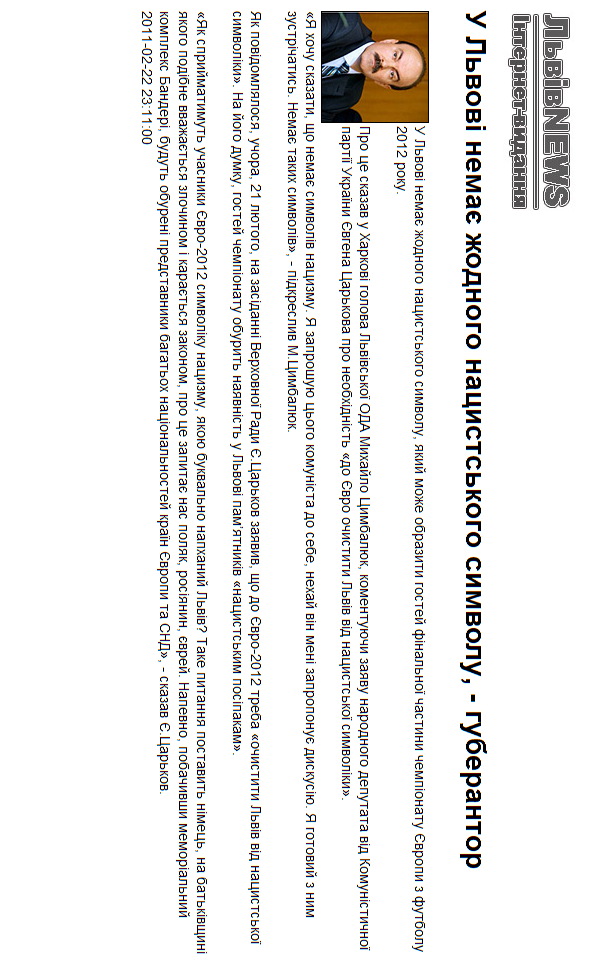 ЛьвівNEWS
Інтернет-видання
У Львові немає жодного нацистського символу, - губернатор
У Львові немає жодного нацистського символу, який може образити гостей фінальної частини чемпіонату Європи з футболу
2012 року.
Про це сказав у Харкові голова Львівської ОДА Михайло Цимбалюк, коментуючи заяву народного депутата від Комуністичної
партії України Євгена Царькова про необхідність «до Євро очистити Львів від нацистської символіки».
«Я хочу сказати, що немає символів нацизму. Я запрошую цього комуніста до себе, нехай він мені запропонує дискусію. Я готовий з ним
зустрічатись. Немає таких символів», - підкреслив М.Цимбалюк.
Як повідомлялося, учора, 21 лютого, на засіданні Верховної Ради Є.Царьков заявив, що до Євро-2012 треба «очистити Львів від нацистської
символіки». На його думку, гостей чемпіонату обурить наявність у Львові пам'ятників «нацистським посіпакам».
«Як сприйматимуть учасники Євро-2012 символіку нацизму, якою буквально напханий Львів? Таке питання поставить німець, на батьківщині
якого подібне вважається злочином і карається законом, про це запитає нас поляк, росіянин, єврей. Напевно, побачивши меморіальний
комплекс Бандері, будуть обурені представники багатьох національностей країн Європи та СНД», - сказав Є.Царьков.
2011-02-22 23:11:00